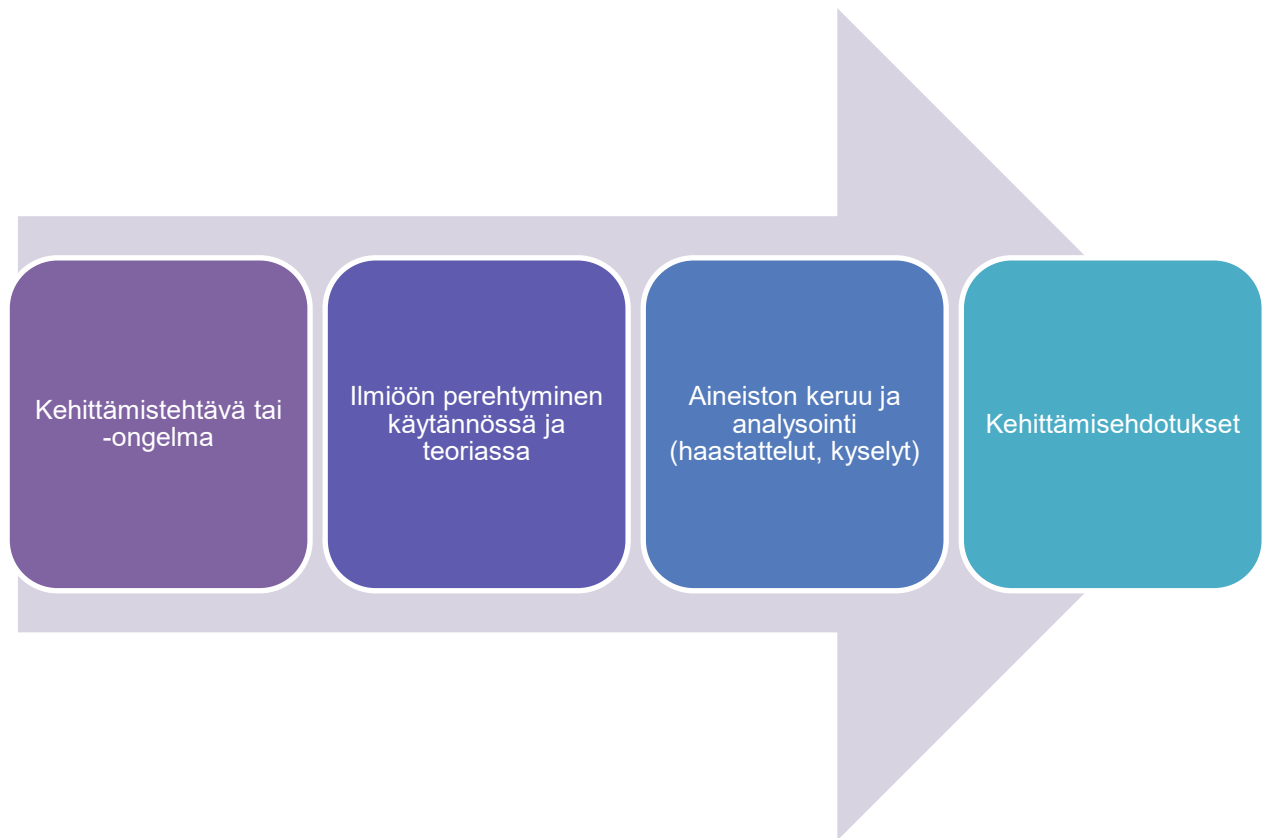 Kehittämistehtävä tai
-ongelma
Ilmiöön perehtyminen
käytännössä ja
teoriassa
Aineiston keruu ja
analysointi
(haastattelut, kyselyt)
Kehittämisehdotukset